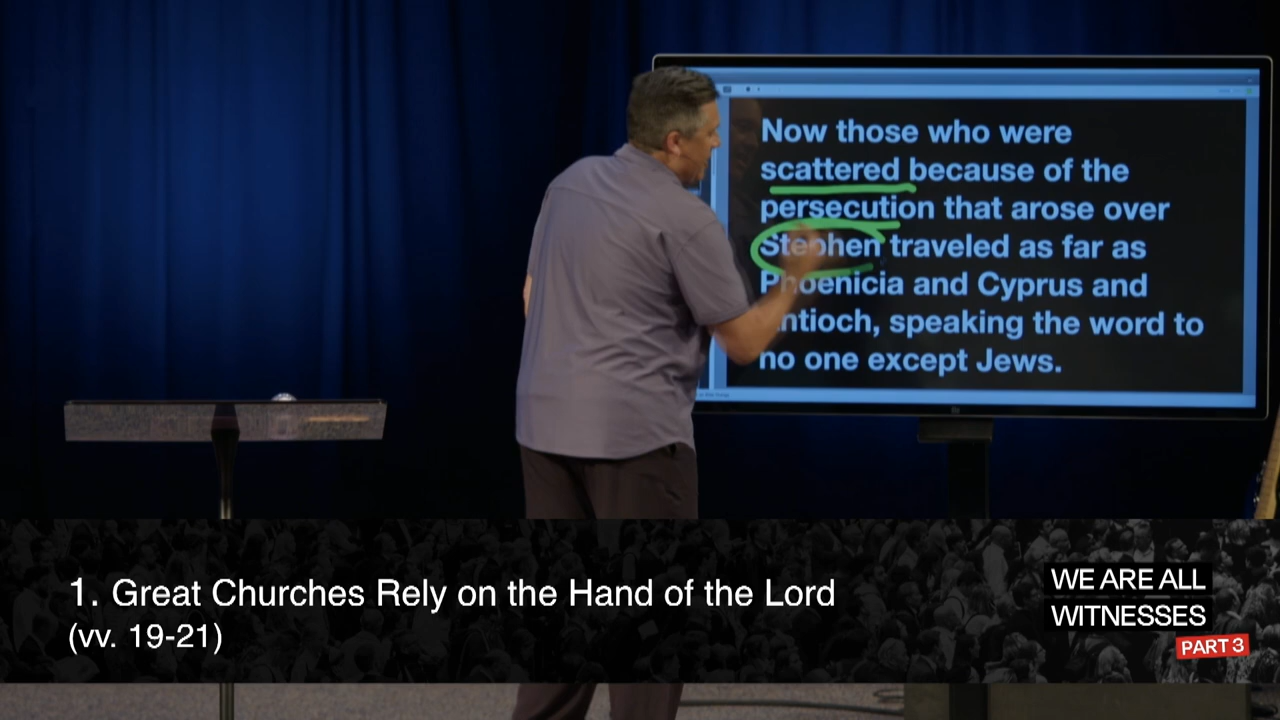 Now those who were
scattered because of the
persecution that arose over
Stephen traveled as far as
Phoenicia and Cyprus and
Antioch, speaking the word to
no one except Jews.
1. Great Churches Rely on the Hand of the Lord
(vv. 19-21)
WE ARE ALL
WITNESSES
PART 3